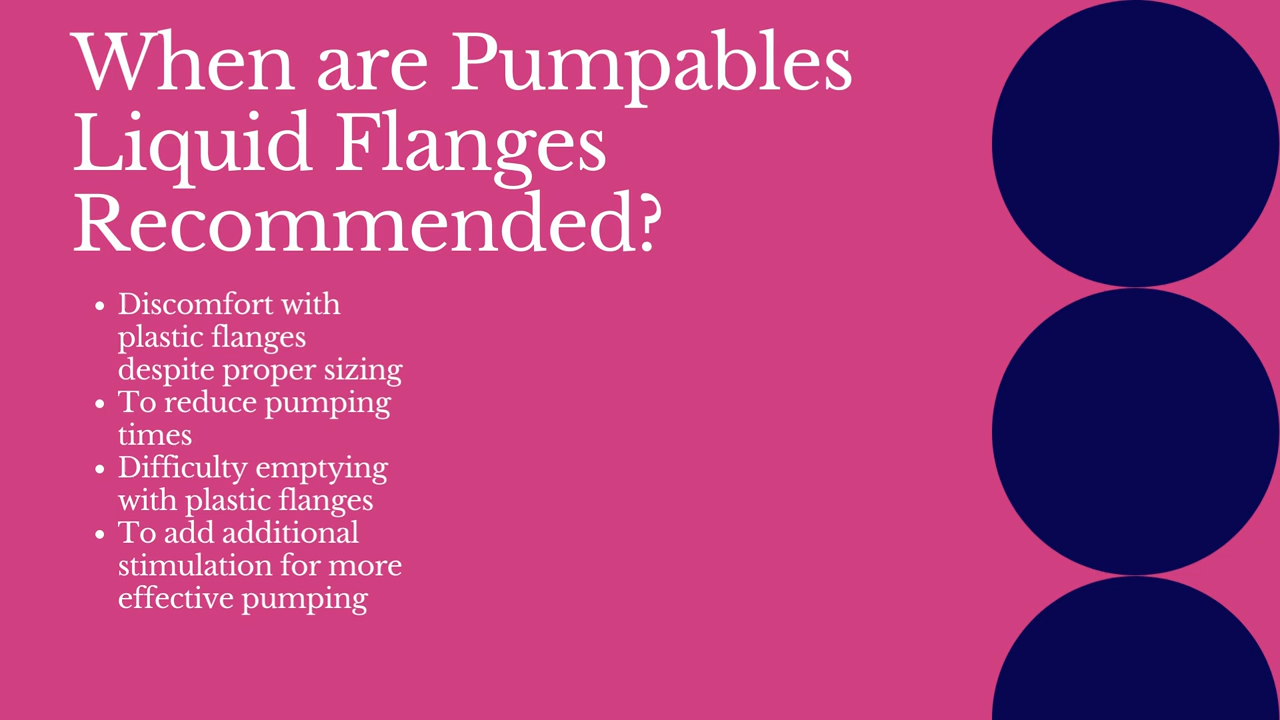 When are Pumpables
Liquid Flanges
Recommended?
• Discomfort with
plastic flanges
despite proper sizing
• To reduce pumping
times
• Difficulty emptying
with plastic flanges
• To add additional
stimulation for more
effective pumping